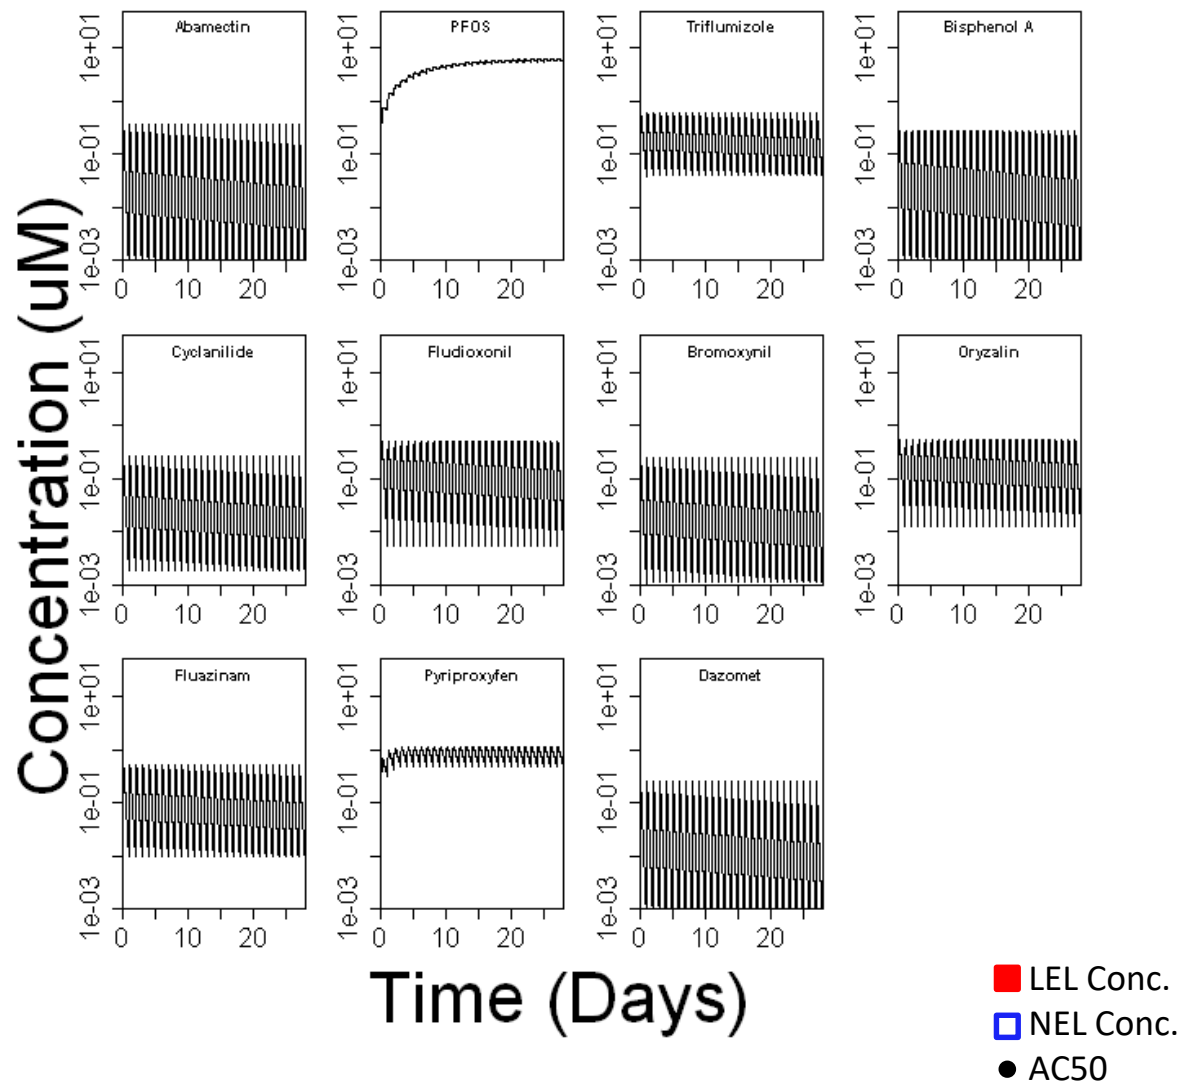 Abamectin
PFOS
Triflumizole
Bisphenol A
1e+01
1e-01
1e-03
0 10 20
1e+01
1e-01
1e-03
0 10 20
1e+01
1e-01
1e-03
0 10 20
1e+01
1e-01
1e-03
0 10 20
Concentration (uM)
Cyclanilide
Fludioxonil
Bromoxynil
Oryzalin
1e+01
1e-01
1e-03
0 10 20
1e+01
1e-01
1e-03
0 10 20
1e+01
1e-01
1e-03
0 10 20
1e+01
1e-01
1e-03
0 10 20
Fluazinam
Pyriproxyfen
Dazomet
1e+01
1e-01
1e-03
0 10 20
1e+01
1e-01
1e-03
0 10 20
1e+01
1e-01
1e-03
0 10 20
Time (Days)
LEL Conc.
NEL Conc.
AC50